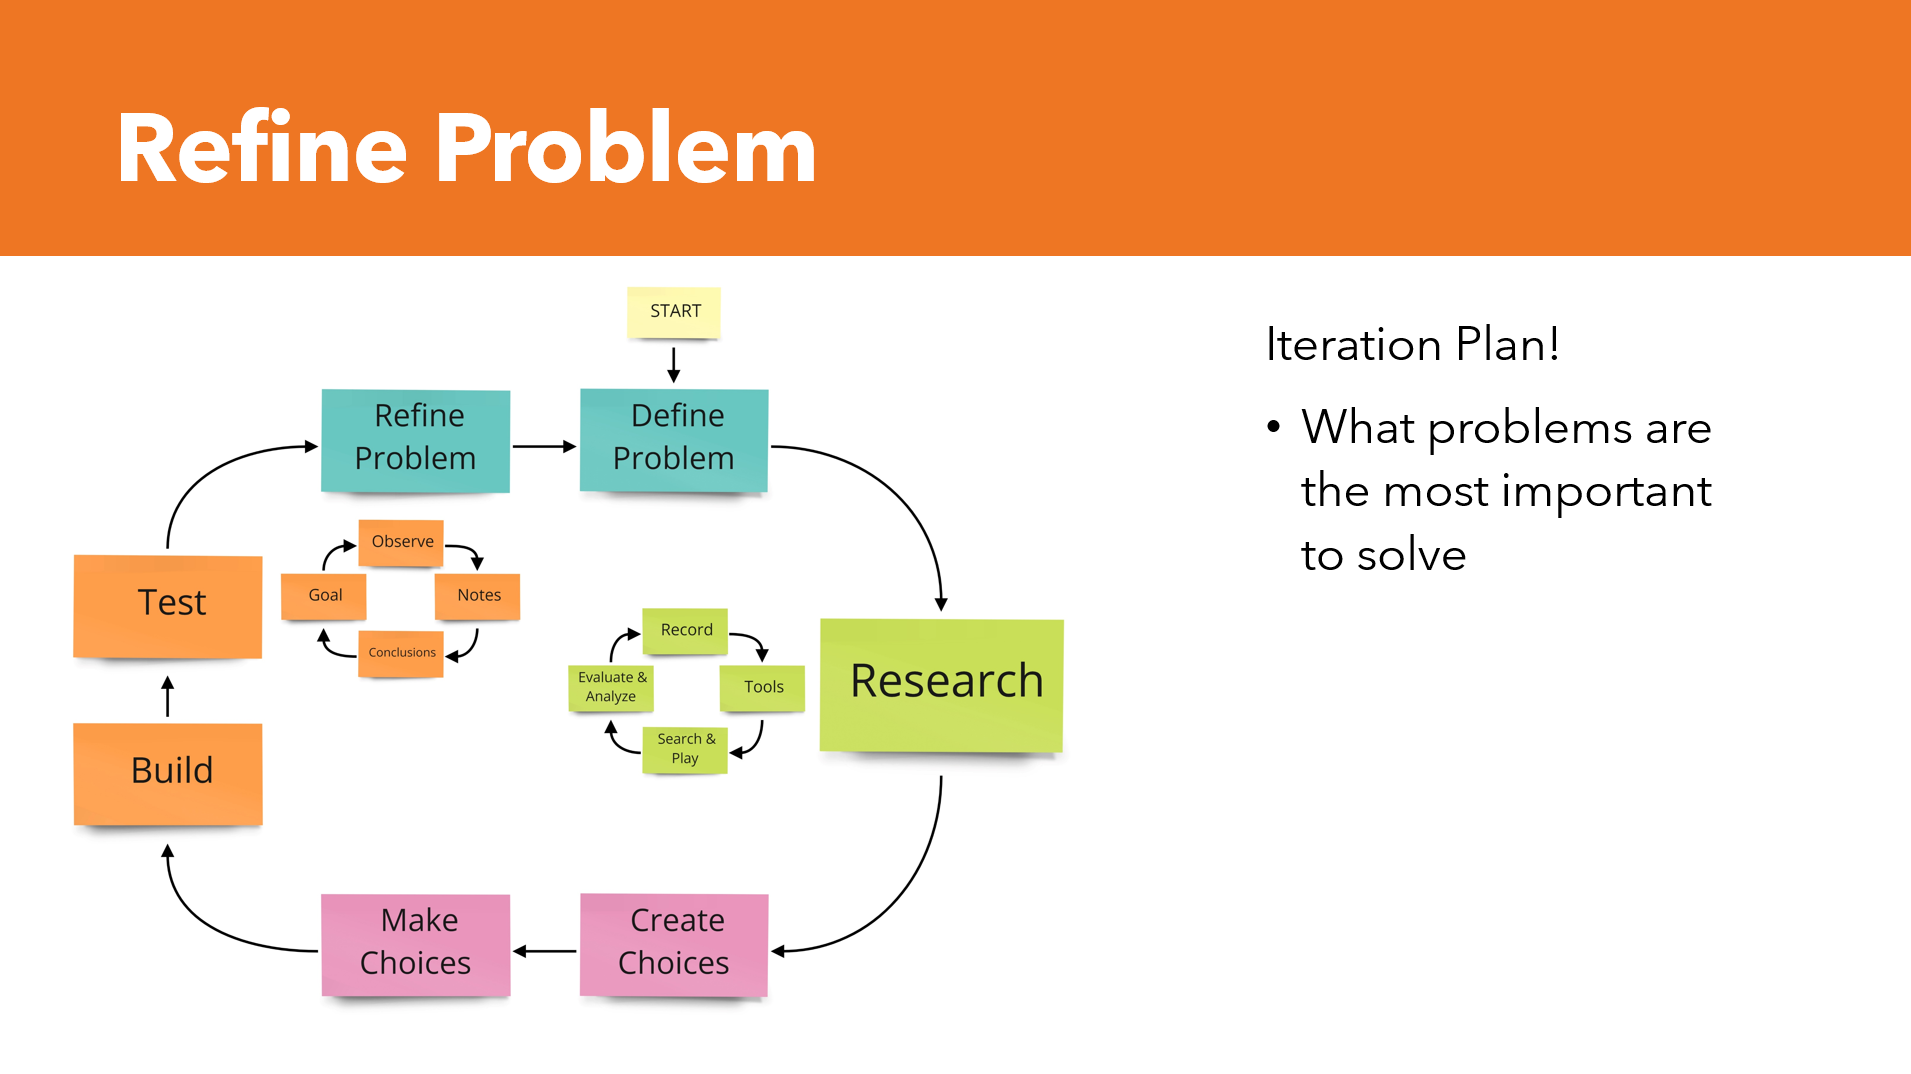 Refine Problem
START
Refine
Problem
Define
Problem
Observe
Goal
Notes
Conclusions
Test
Record
Evaluate &
Analyze
Tools
Search &
Play
Research
Build
Make
Choices
Create
Choices
Iteration Plan!
• What problems are
the most important
to solve